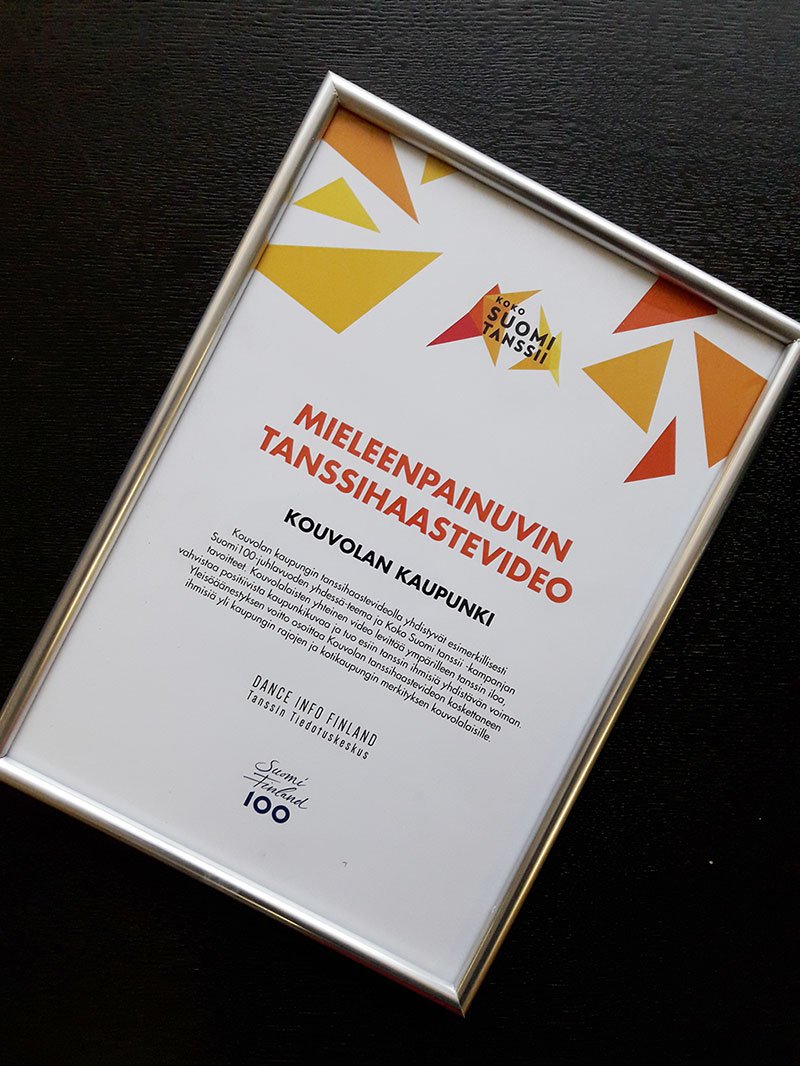 KOKO
SUOMI
TANSSII
MIELEENPAINUVIN
TANSSIHAASTEVIDEO
KOUVOLAN KAUPUNKI
Kouvolan kaupungin tanssihaastevideolla yhdistyvät esimerkillisesti
Suomi100-juhlavuoden yhdessä-teema ja Koko Suomi tanssii -kampanjan
tavoitteet. Kouvolalaisten yhteinen video levittää ympärilleen tanssin iloa,
vahvistaa positiivista kaupunkikuvaa ja tuo esiin tanssin ihmisiä yhdistävän voiman.
Yleisöäänestyksen voitto osoittaa Kouvolan tanssihaastevideon koskettaneen
ihmisiä yli kaupungin rajojen ja kotikaupungin merkityksen kouvolalaisille.
DANCE INFO FINLAND
Tanssin Tiedotuskeskus
Suomi
Finland
100